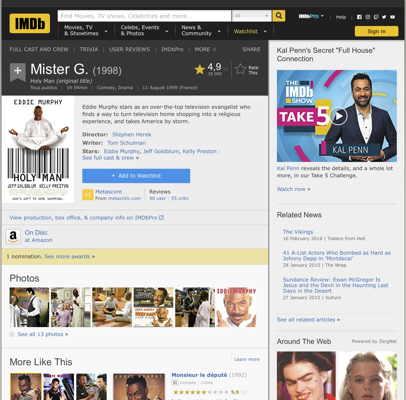 IMDb
Find Movies, TV shows, Celebrities and more...
All
Movies, TV & Showtimes
Celebs, Events & Photos
News & Community
Watchlist
IMDbPro
Help
Sign in
FULL CAST AND CREW | TRIVIA | USER REVIEWS | IMDbPro | MORE
SHARE
Mister G. (1998)
Holy Man (original title)
Tous publics | 1h 54min | Comedy, Drama | 11 August 1999 (France)
4,9
Rate This
EDDIE MURPHY
HOLY MAN
JEFF GOLDBLUM KELLY PRESTON
GOD'S GIFT TO HOME SHOPPING.
Eddie Murphy stars as an over-the-top television evangelist who finds a way to turn television home shopping into a religious experience, and takes America by storm.
Director: Stephen Herek
Writer: Tom Schulman
Stars: Eddie Murphy, Jeff Goldblum, Kelly Preston |
See full cast & crew »
+ Add to Watchlist
41
Metascore
From metacritic.com
Reviews
90 user | 55 critic
View production, box office, & company info on IMDbPro
a
On Disc
at Amazon
1 nomination. See more awards »
Photos
See all 13 photos »
More Like This
Learn more
Monsieur le député (1992)
Comedy | Crime
5,5
Kal Penn's Secret "Full House" Connection
THE IMDb SHOW
TAKE 5
KAL PENN
Kal Penn reveals the details, and a whole lot more, in our Take 5 Challenge.
Watch now »
Related News
The Vikings
16 February 2016 | Trailers from Hell
41 A-List Actors Who Bombed as Hard as Johnny Depp in 'Mortdecai'
28 January 2015 | The Wrap
Sundance Review: Ewan McGregor Is Jesus and the Devil in the Haunting Last Days in the Desert
27 January 2015 | Vulture
See all related articles »
Around The Web
Powered by ZergNet